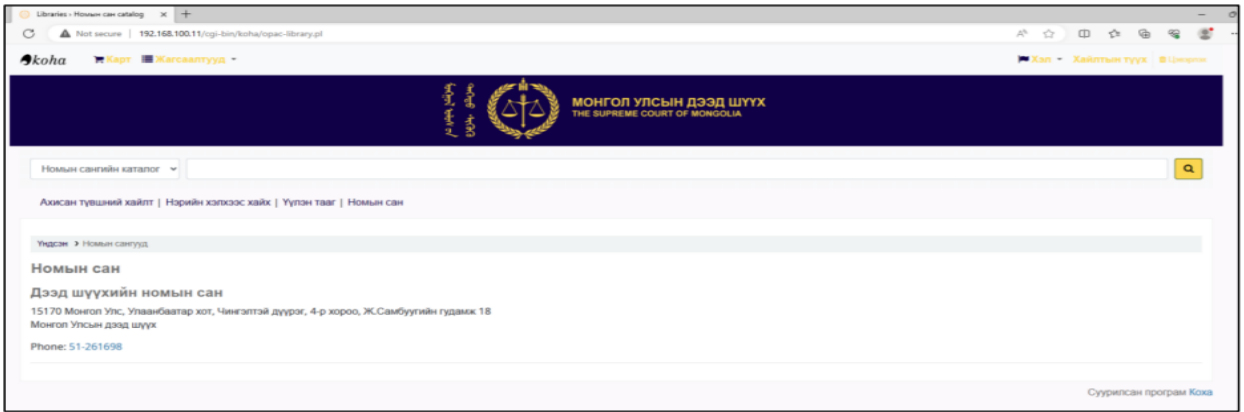 Libraries › Номын сан catalog
Not secure | 192.168.100.11/cgi-bin/koha/opac-library.pl
koha Карт Жагсаалтууд Хэл Хайлтын түүх Цэвэрлэх
МОНГОЛ УЛСЫН ДЭЭД ШҮҮХ
THE SUPREME COURT OF MONGOLIA
Номын сангийн каталог
Ахисан түвшний хайлт | Нэрийн хэлхээс хайх | Үүлэн тааг | Номын сан
Үндсэн > Номын сангууд
Номын сан
Дээд шүүхийн номын сан
15170 Монгол Улс, Улаанбаатар хот, Чингэлтэй дүүрэг, 4-р хороо, Ж.Самбуугийн гудамж 18
Монгол Улсын дээд шүүх
Phone: 51-261698
Суурилсан програм Коха